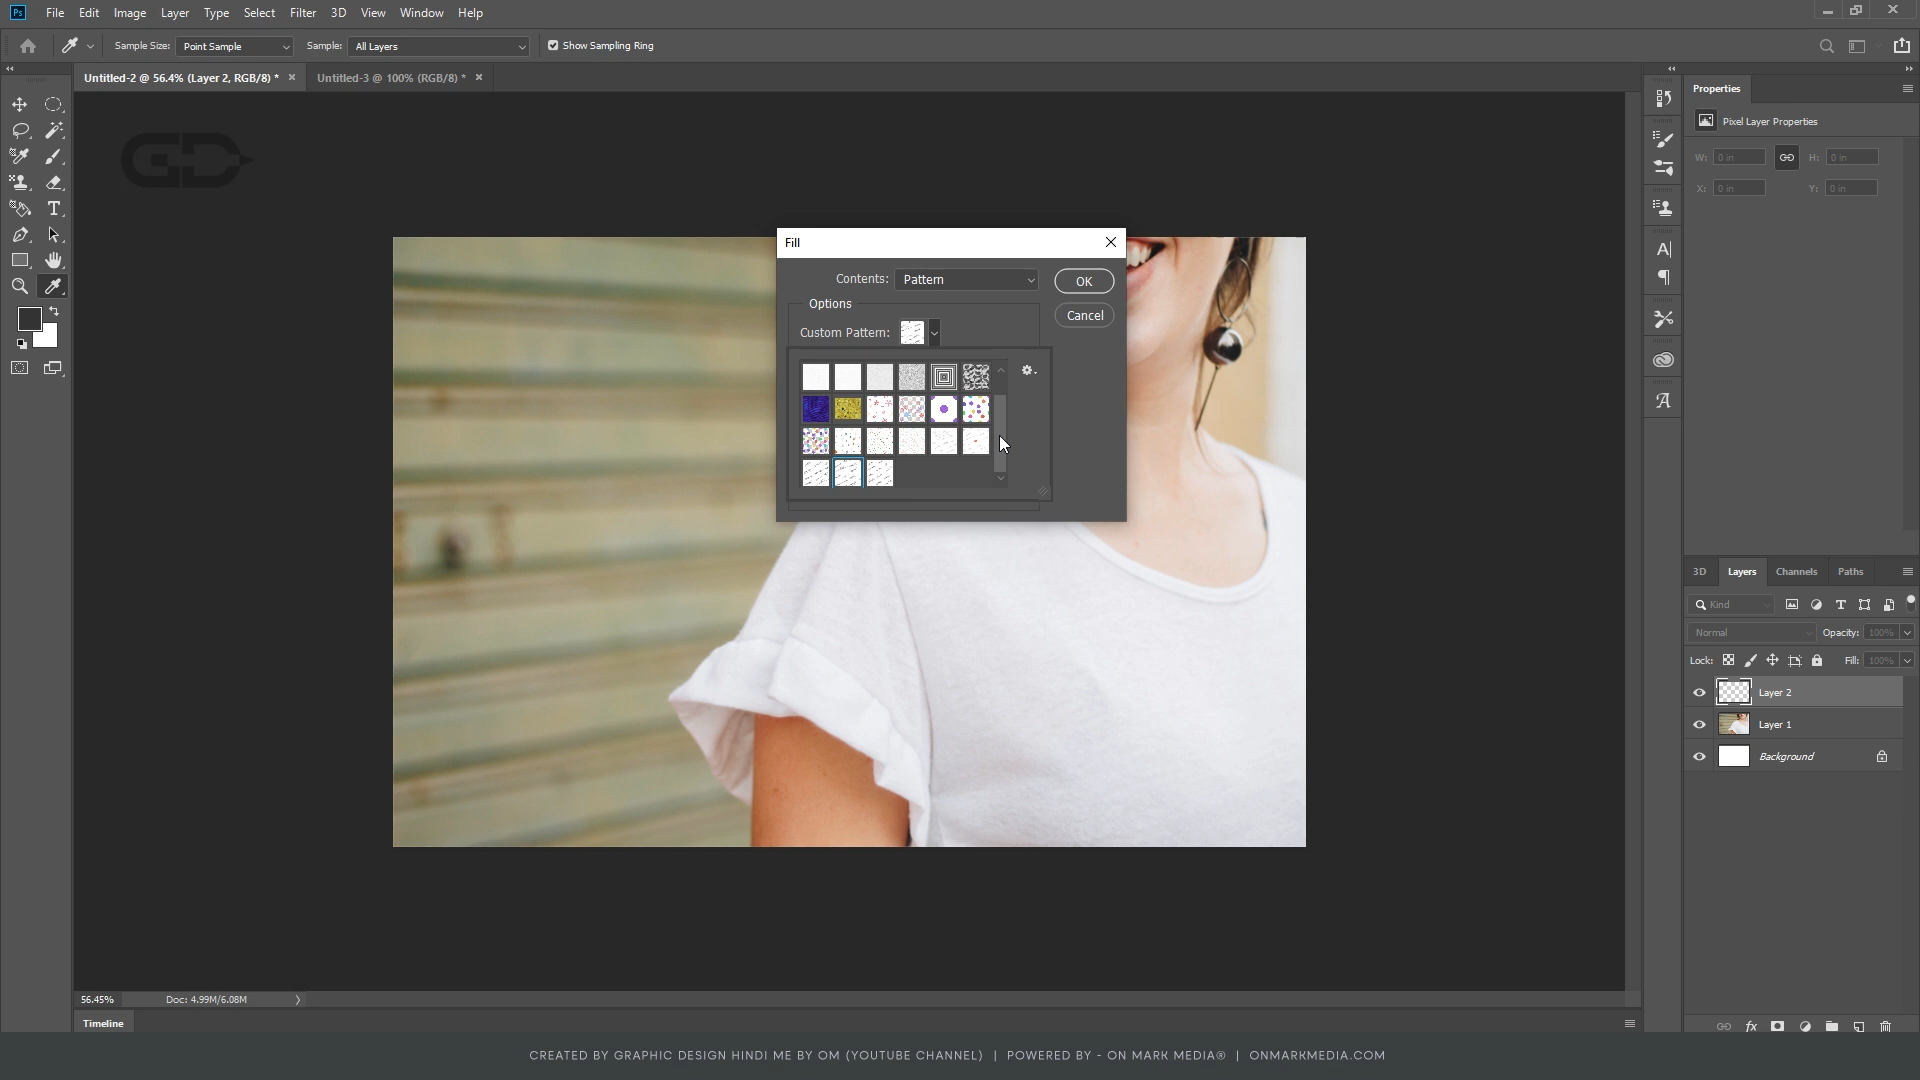 Ps File Edit Image Layer Type Select Filter 3D View Window Help
Sample Size: Point Sample Sample: All Layers Show Sampling Ring
Untitled-2 @ 56.4% (Layer 2, RGB/8) * × Untitled-3 @ 100% (RGB/8) * ×
Properties
Pixel Layer Properties
W: 0 in H: 0 in
X: 0 in Y: 0 in
GD
Fill
Contents: Pattern OK
Options
Cancel
Custom Pattern:
3D Layers Channels Paths
Kind
Normal Opacity: 100%
Lock: Fill: 100%
Layer 2
Layer 1
Background
56.45% Doc: 4.99M/6.08M
Timeline
CREATED BY GRAPHIC DESIGN HINDI ME BY OM (YOUTUBE CHANNEL) | POWERED BY - ON MARK MEDIA® | ONMARKMEDIA.COM